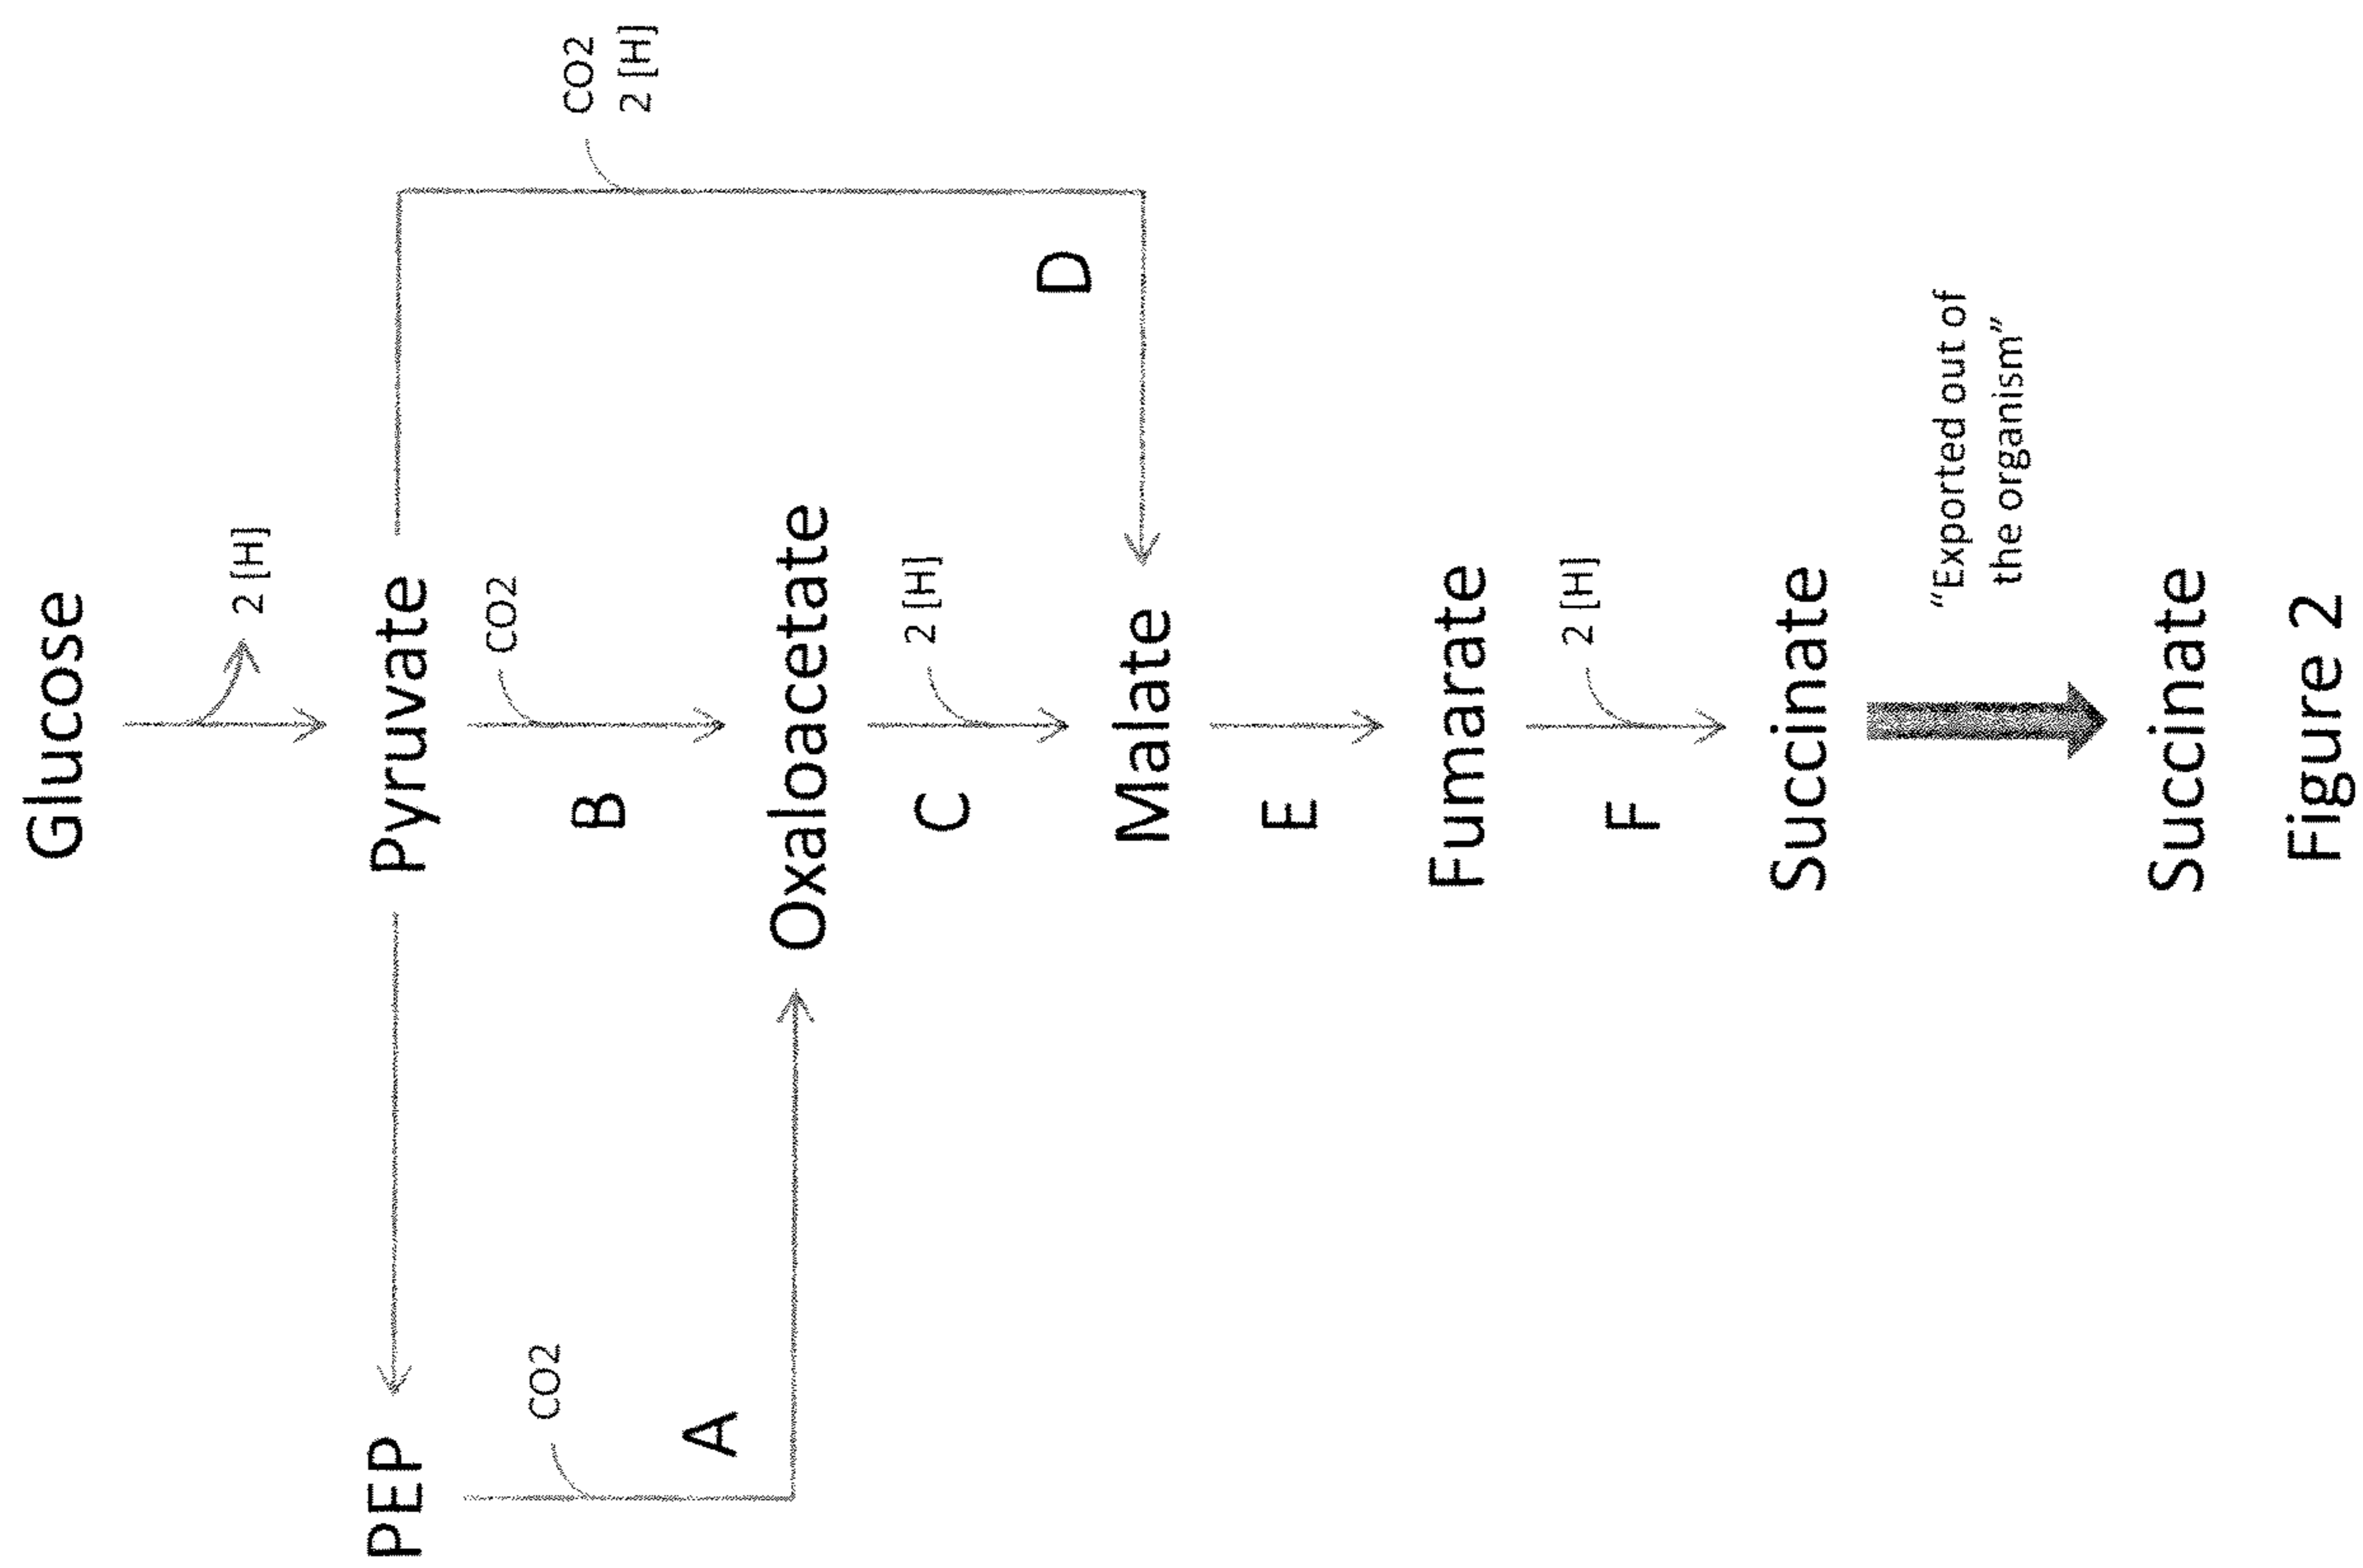 Glucose
2 [H]
PEP
Pyruvate
CO2
CO2
CO2
2 [H]
A
B
Oxaloacetate
C
2 [H]
D
Malate
E
Fumarate
F
2 [H]
Succinate
"Exported out of
the organism"
Succinate
Figure 2